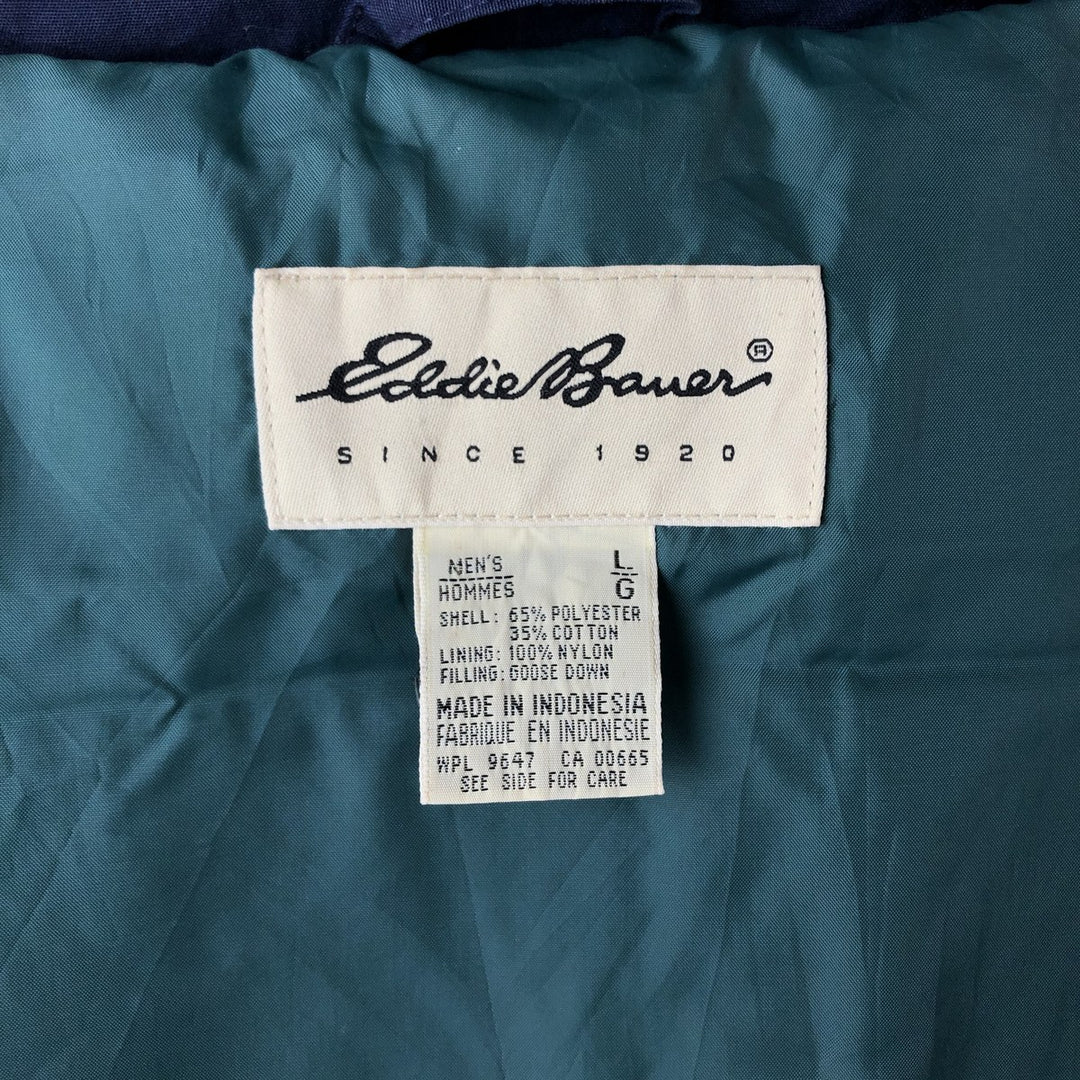 Eddie Bauer®
SINCE 1920
MEN'S L
HOMMES G
SHELL: 65% POLYESTER
35% COTTON
LINING: 100% NYLON
FILLING: GOOSE DOWN
MADE IN INDONESIA
FABRIQUE EN INDONESIE
WPL 9647 CA 00665
SEE SIDE FOR CARE